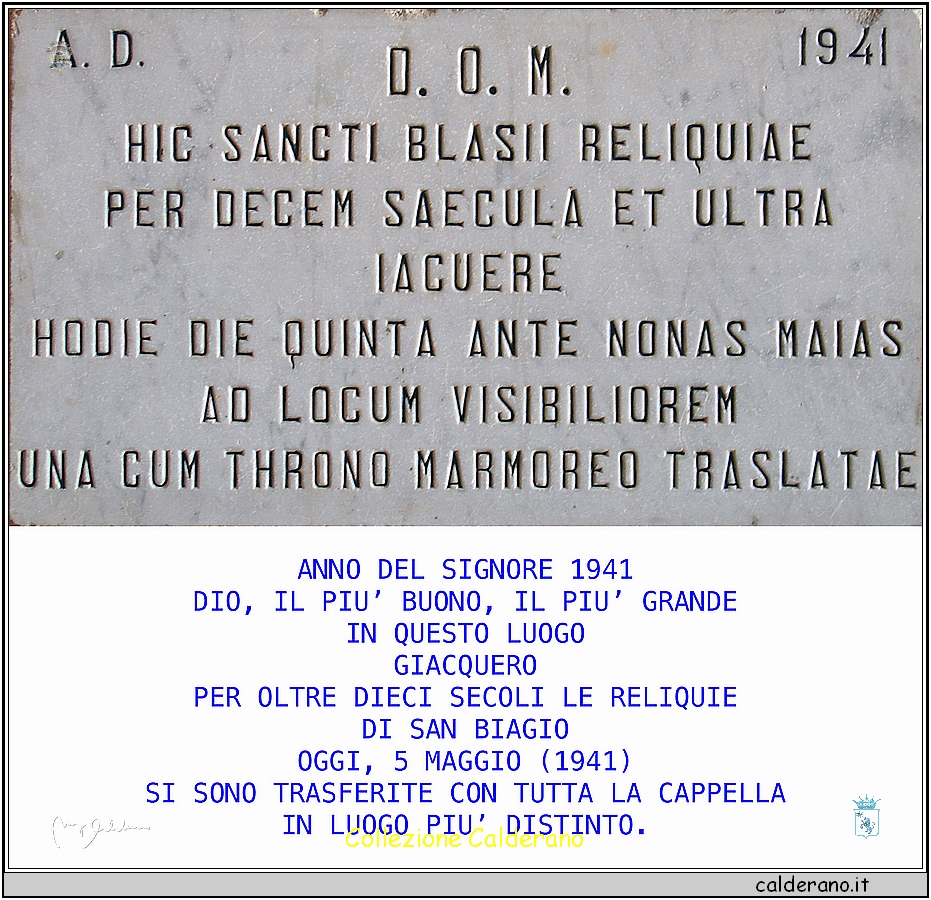 A. D. 1941
D. O. M.
HIC SANCTI BLASII RELIQUIAE
PER DECEM SAECULA ET ULTRA
IACUERE
HODIE DIE QUINTA ANTE NONAS MAIAS
AD LOCUM VISIBILIOREM
UNA CUM THRONO MARMOREO TRASLATAE
ANNO DEL SIGNORE 1941
DIO, IL PIU’ BUONO, IL PIU’ GRANDE
IN QUESTO LUOGO
GIACQUERO
PER OLTRE DIECI SECOLI LE RELIQUIE
DI SAN BIAGIO
OGGI, 5 MAGGIO (1941)
SI SONO TRASFERITE CON TUTTA LA CAPPELLA
IN LUOGO PIU’ DISTINTO.
Collezione Calderano
calderano.it